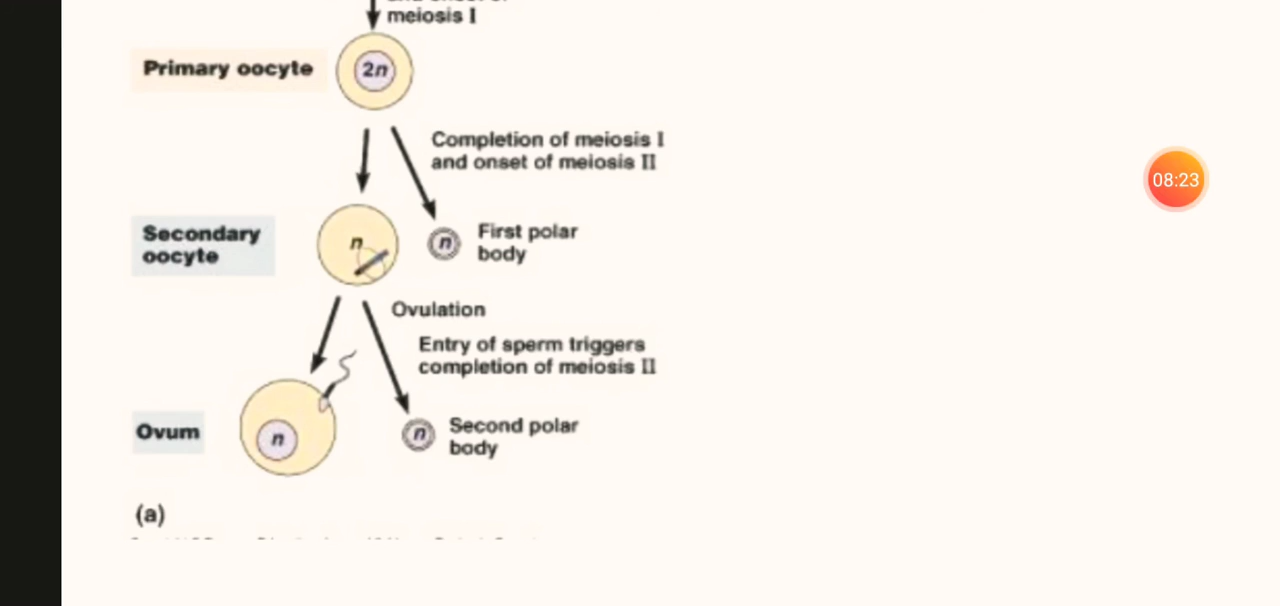 meiosis I
Primary oocyte
2n
Completion of meiosis I
and onset of meiosis II
08:23
Secondary
oocyte
n
n
First polar
body
Ovulation
Entry of sperm triggers
completion of meiosis II
Ovum
n
n
Second polar
body
(a)